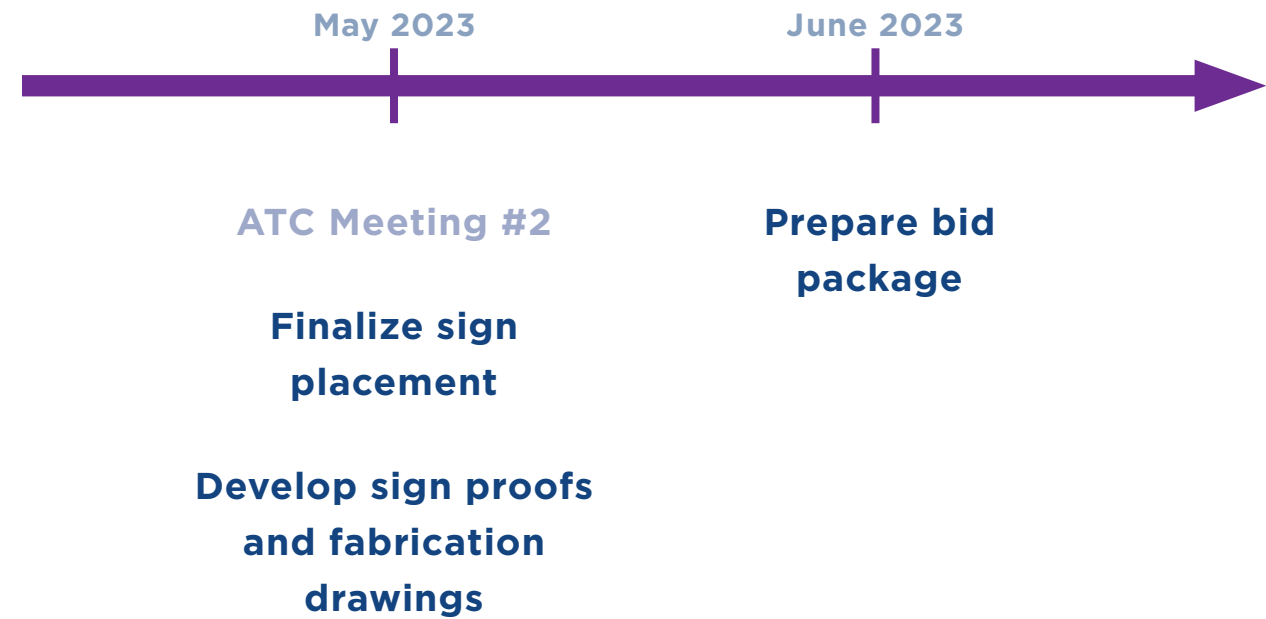 May 2023
June 2023
ATC Meeting #2
Finalize sign
placement
Develop sign proofs
and fabrication
drawings
Prepare bid
package